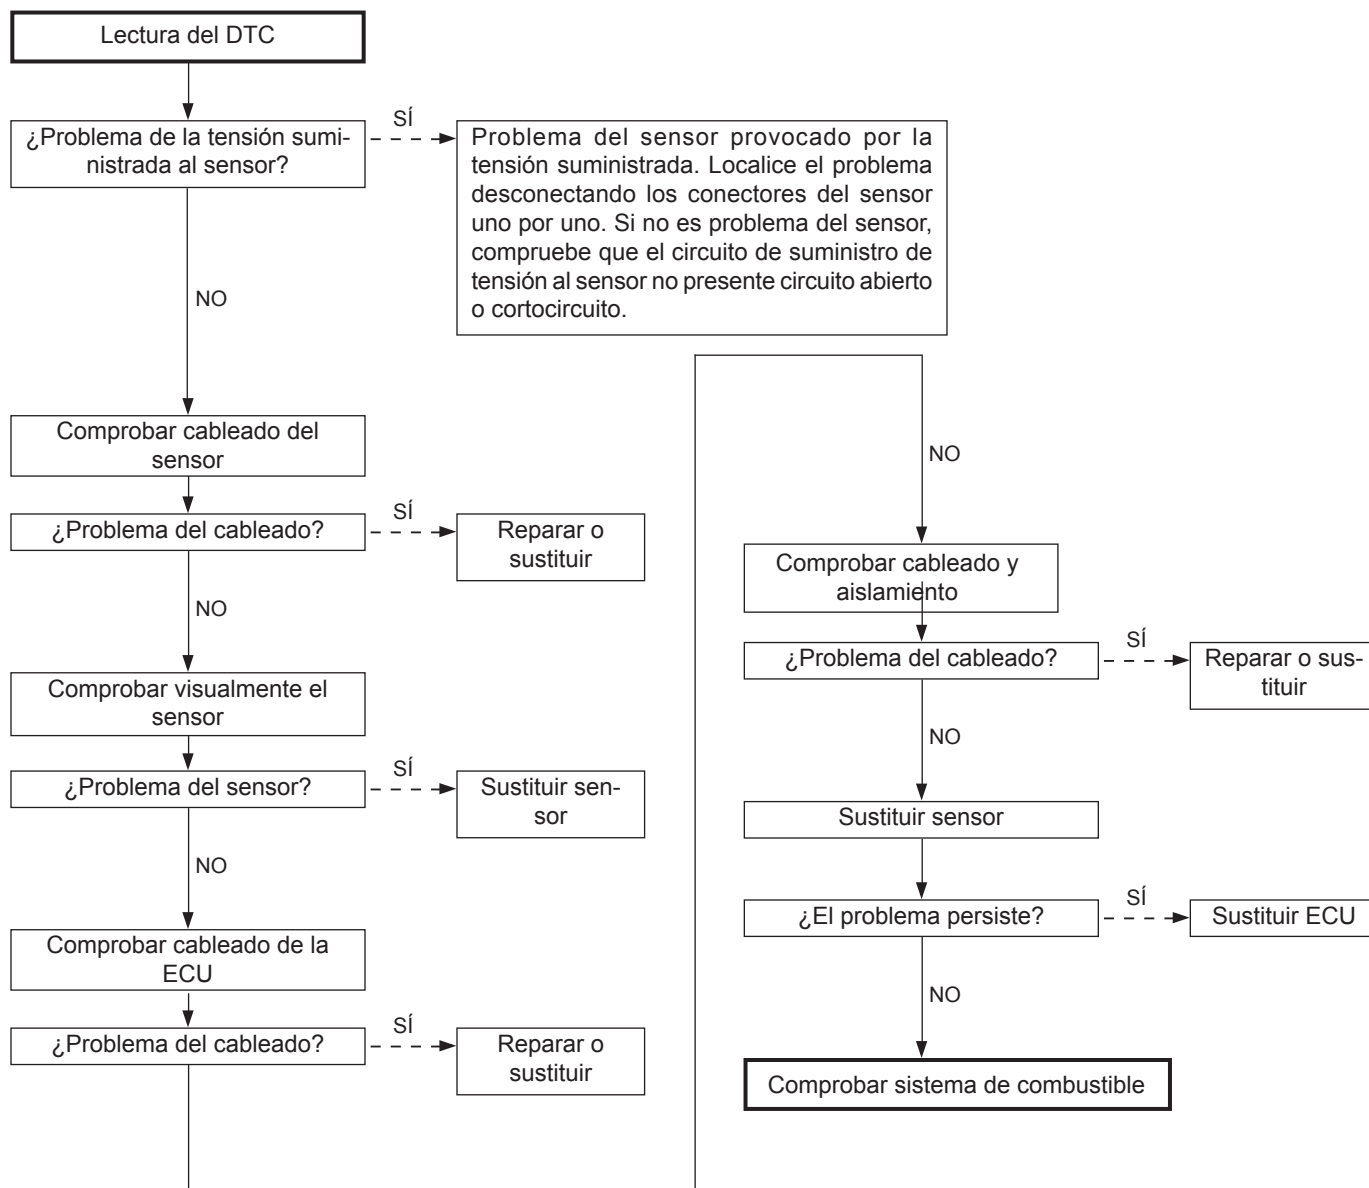 Lectura del DTC
¿Problema de la tensión sumi-
nistrada al sensor?
SÍ
Problema del sensor provocado por la
tensión suministrada. Localice el problema
desconectando los conectores del sensor
uno por uno. Si no es problema del sensor,
compruebe que el circuito de suministro de
tensión al sensor no presente circuito abierto
o cortocircuito.
NO
Comprobar cableado del
sensor
¿Problema del cableado?
SÍ
Reparar o
sustituir
NO
Comprobar visualmente el
sensor
¿Problema del sensor?
SÍ
Sustituir sen-
sor
NO
Comprobar cableado de la
ECU
¿Problema del cableado?
SÍ
Reparar o
sustituir
NO
Comprobar cableado y
aislamiento
¿Problema del cableado?
SÍ
Reparar o sus-
tituir
NO
Sustituir sensor
¿El problema persiste?
SÍ
Sustituir ECU
NO
Comprobar sistema de combustible